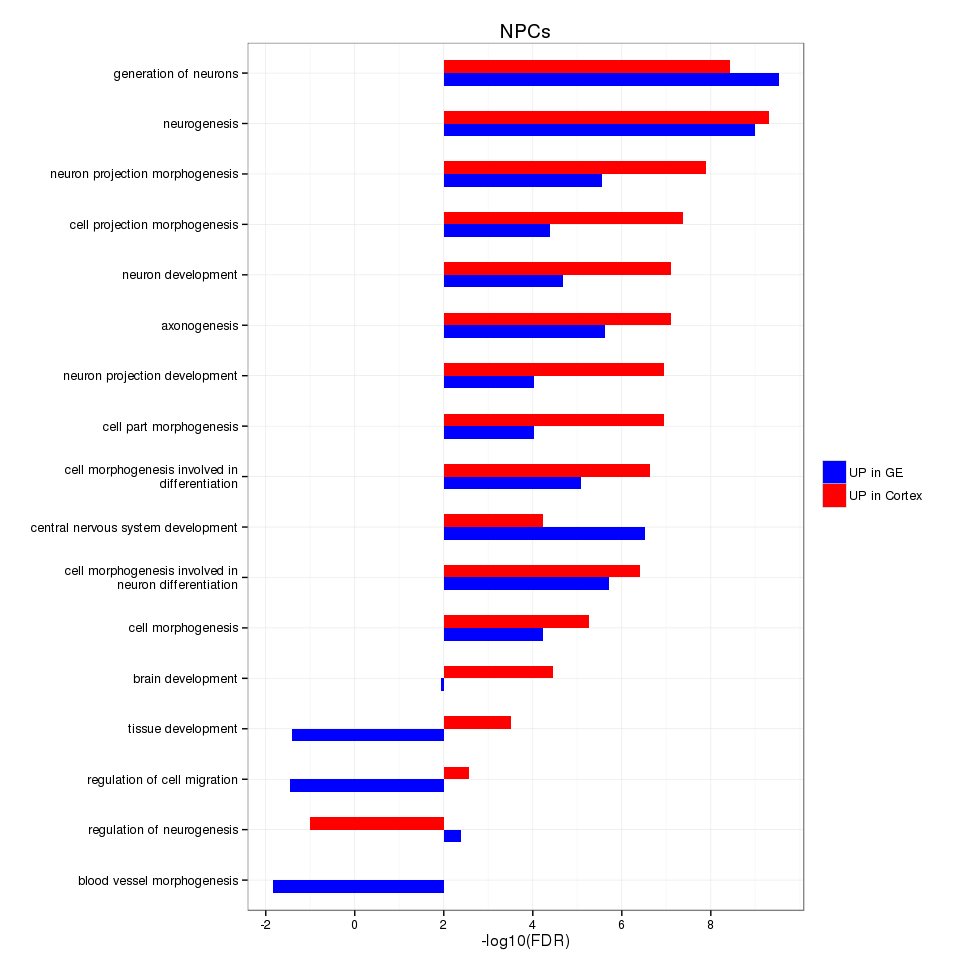 NPCs
generation of neurons
neurogenesis
neuron projection morphogenesis
cell projection morphogenesis
neuron development
axonogenesis
neuron projection development
cell part morphogenesis
cell morphogenesis involved in
differentiation
central nervous system development
cell morphogenesis involved in
neuron differentiation
cell morphogenesis
brain development
tissue development
regulation of cell migration
regulation of neurogenesis
blood vessel morphogenesis
UP in GE
UP in Cortex
-2 0 2 4 6 8
-log10(FDR)